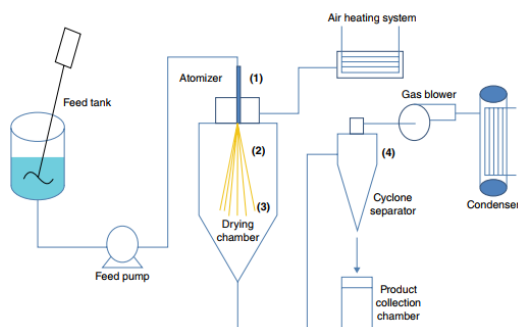 Air heating system
Atomizer
(1)
Gas blower
Feed tank
(2)
(4)
(3)
Drying
chamber
Cyclone
separator
Condenser
Feed pump
Product
collection
chamber